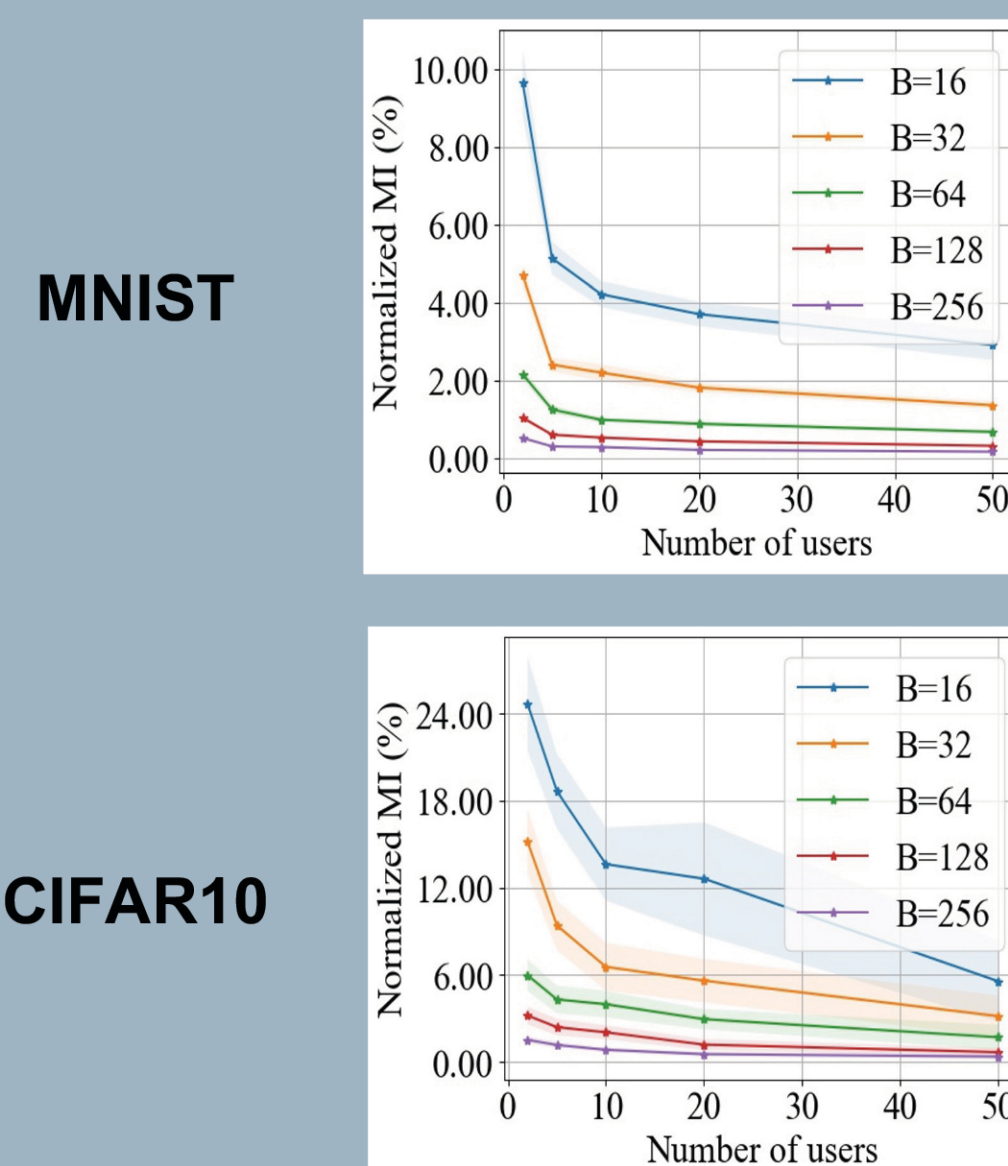 MNIST
Normalized MI (%)
10.00
8.00
6.00
4.00
2.00
0.00
B=16
B=32
B=64
B=128
B=256
0 10 20 30 40 50
Number of users
CIFAR10
Normalized MI (%)
24.00
18.00
12.00
6.00
0.00
B=16
B=32
B=64
B=128
B=256
0 10 20 30 40 50
Number of users